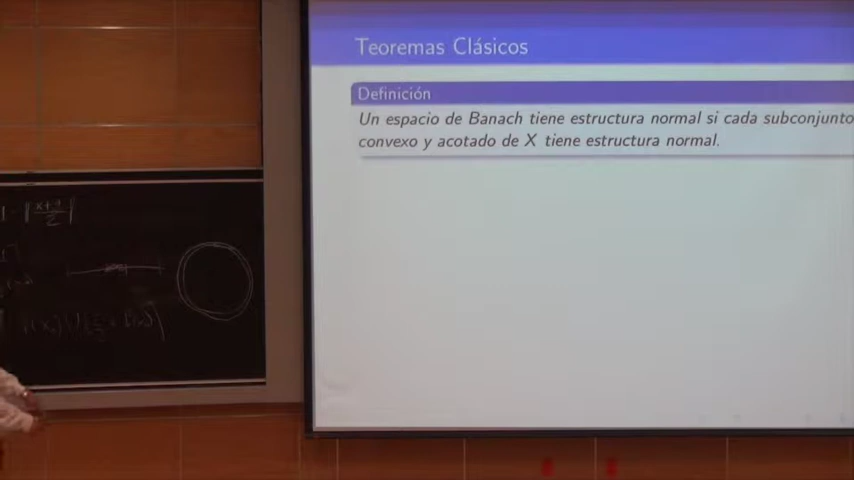 Teoremas Clásicos
Definición
Un espacio de Banach tiene estructura normal si cada subconjunto
convexo y acotado de X tiene estructura normal.